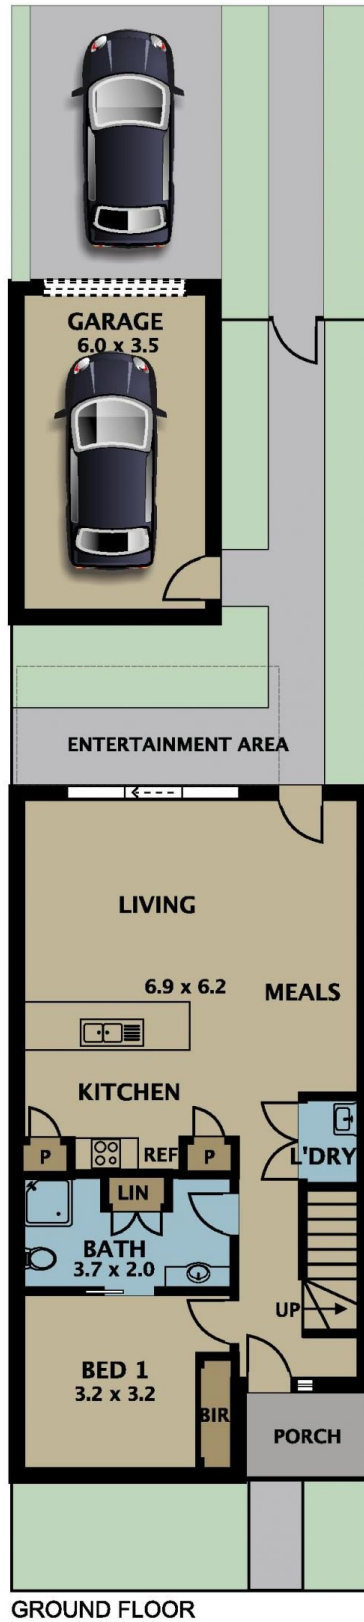 GARAGE
6.0 x 3.5
ENTERTAINMENT AREA
LIVING
6.9 x 6.2
MEALS
KITCHEN
P
REF
P
L'DRY
LIN
BATH
3.7 x 2.0
UP
BED 1
3.2 x 3.2
BIR
PORCH
GROUND FLOOR